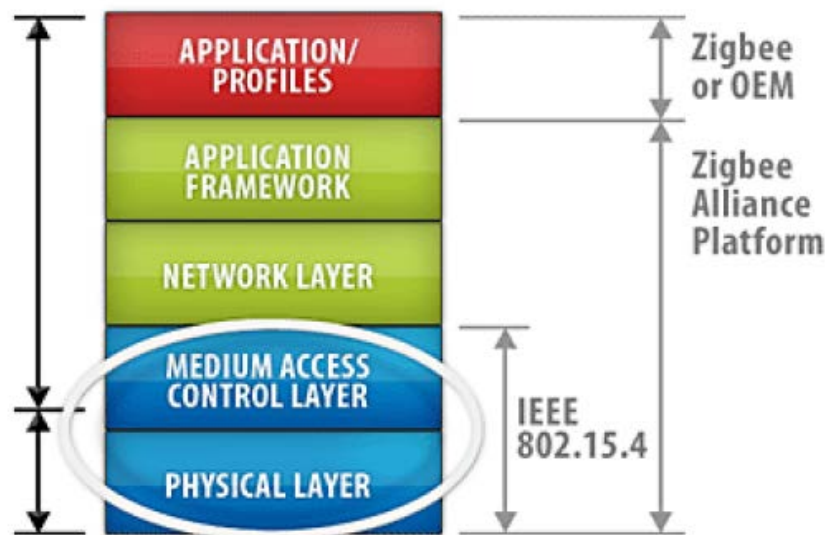 APPLICATION/
PROFILES
Zigbee
or OEM
APPLICATION
FRAMEWORK
Zigbee
Alliance
Platform
NETWORK LAYER
MEDIUM ACCESS
CONTROL LAYER
IEEE
802.15.4
PHYSICAL LAYER